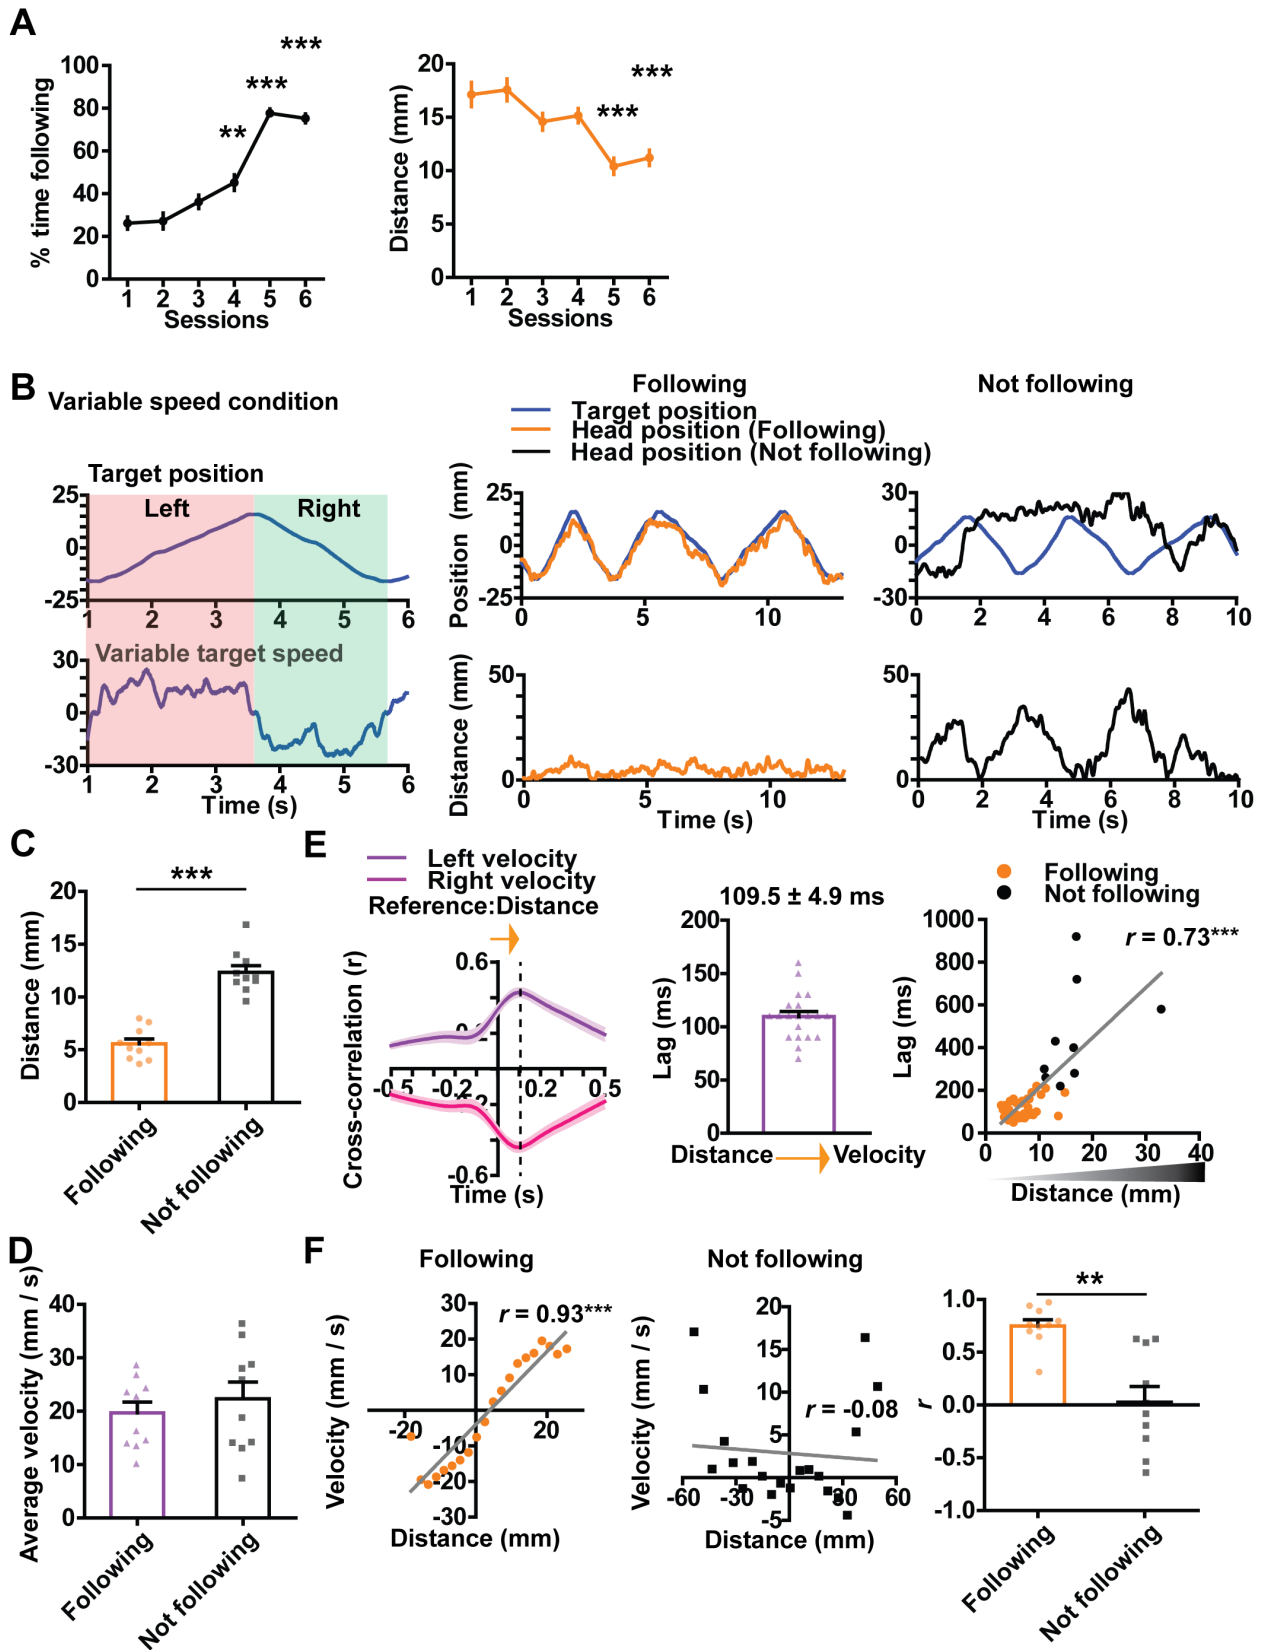 A
***
***
**
100
80
60
40
20
0
% time following
1 2 3 4 5 6
Sessions
***
***
20
15
10
5
0
Distance (mm)
1 2 3 4 5 6
Sessions
B
Variable speed condition
Following
Not following
Target position
Head position (Following)
Head position (Not following)
Target position
Left
Right
25
0
-25
1 2 3 4 5 6
Variable target speed
30
0
-30
1 2 3 4 5 6
Time (s)
Position (mm)
25
0
-25
0 5 10
Distance (mm)
50
0
0 5 10
Time (s)
30
0
-30
0 2 4 6 8 10
50
0
0 2 4 6 8 10
Time (s)
C
***
20
15
10
5
0
Distance (mm)
Following
Not following
E
Left velocity
Right velocity
Reference:Distance
Cross-correlation (r)
0.6
-0.5 -0.2 0.2 0.5
-0.6
Time (s)
109.5 ± 4.9 ms
200
150
100
50
0
Lag (ms)
Distance Velocity
Following
Not following
r = 0.73***
1000
800
600
400
200
0
Lag (ms)
0 10 20 30 40
Distance (mm)
D
40
30
20
10
0
Average velocity (mm / s)
Following
Not following
F
Following
r = 0.93***
30
20
10
-10
-20
-30
-20 20
Velocity (mm / s)
Distance (mm)
Not following
20
15
10
5
-5
r = -0.08
-60 -30 30 60
Velocity (mm / s)
Distance (mm)
**
1.0
0.5
0.0
-0.5
-1.0
r
Following
Not following